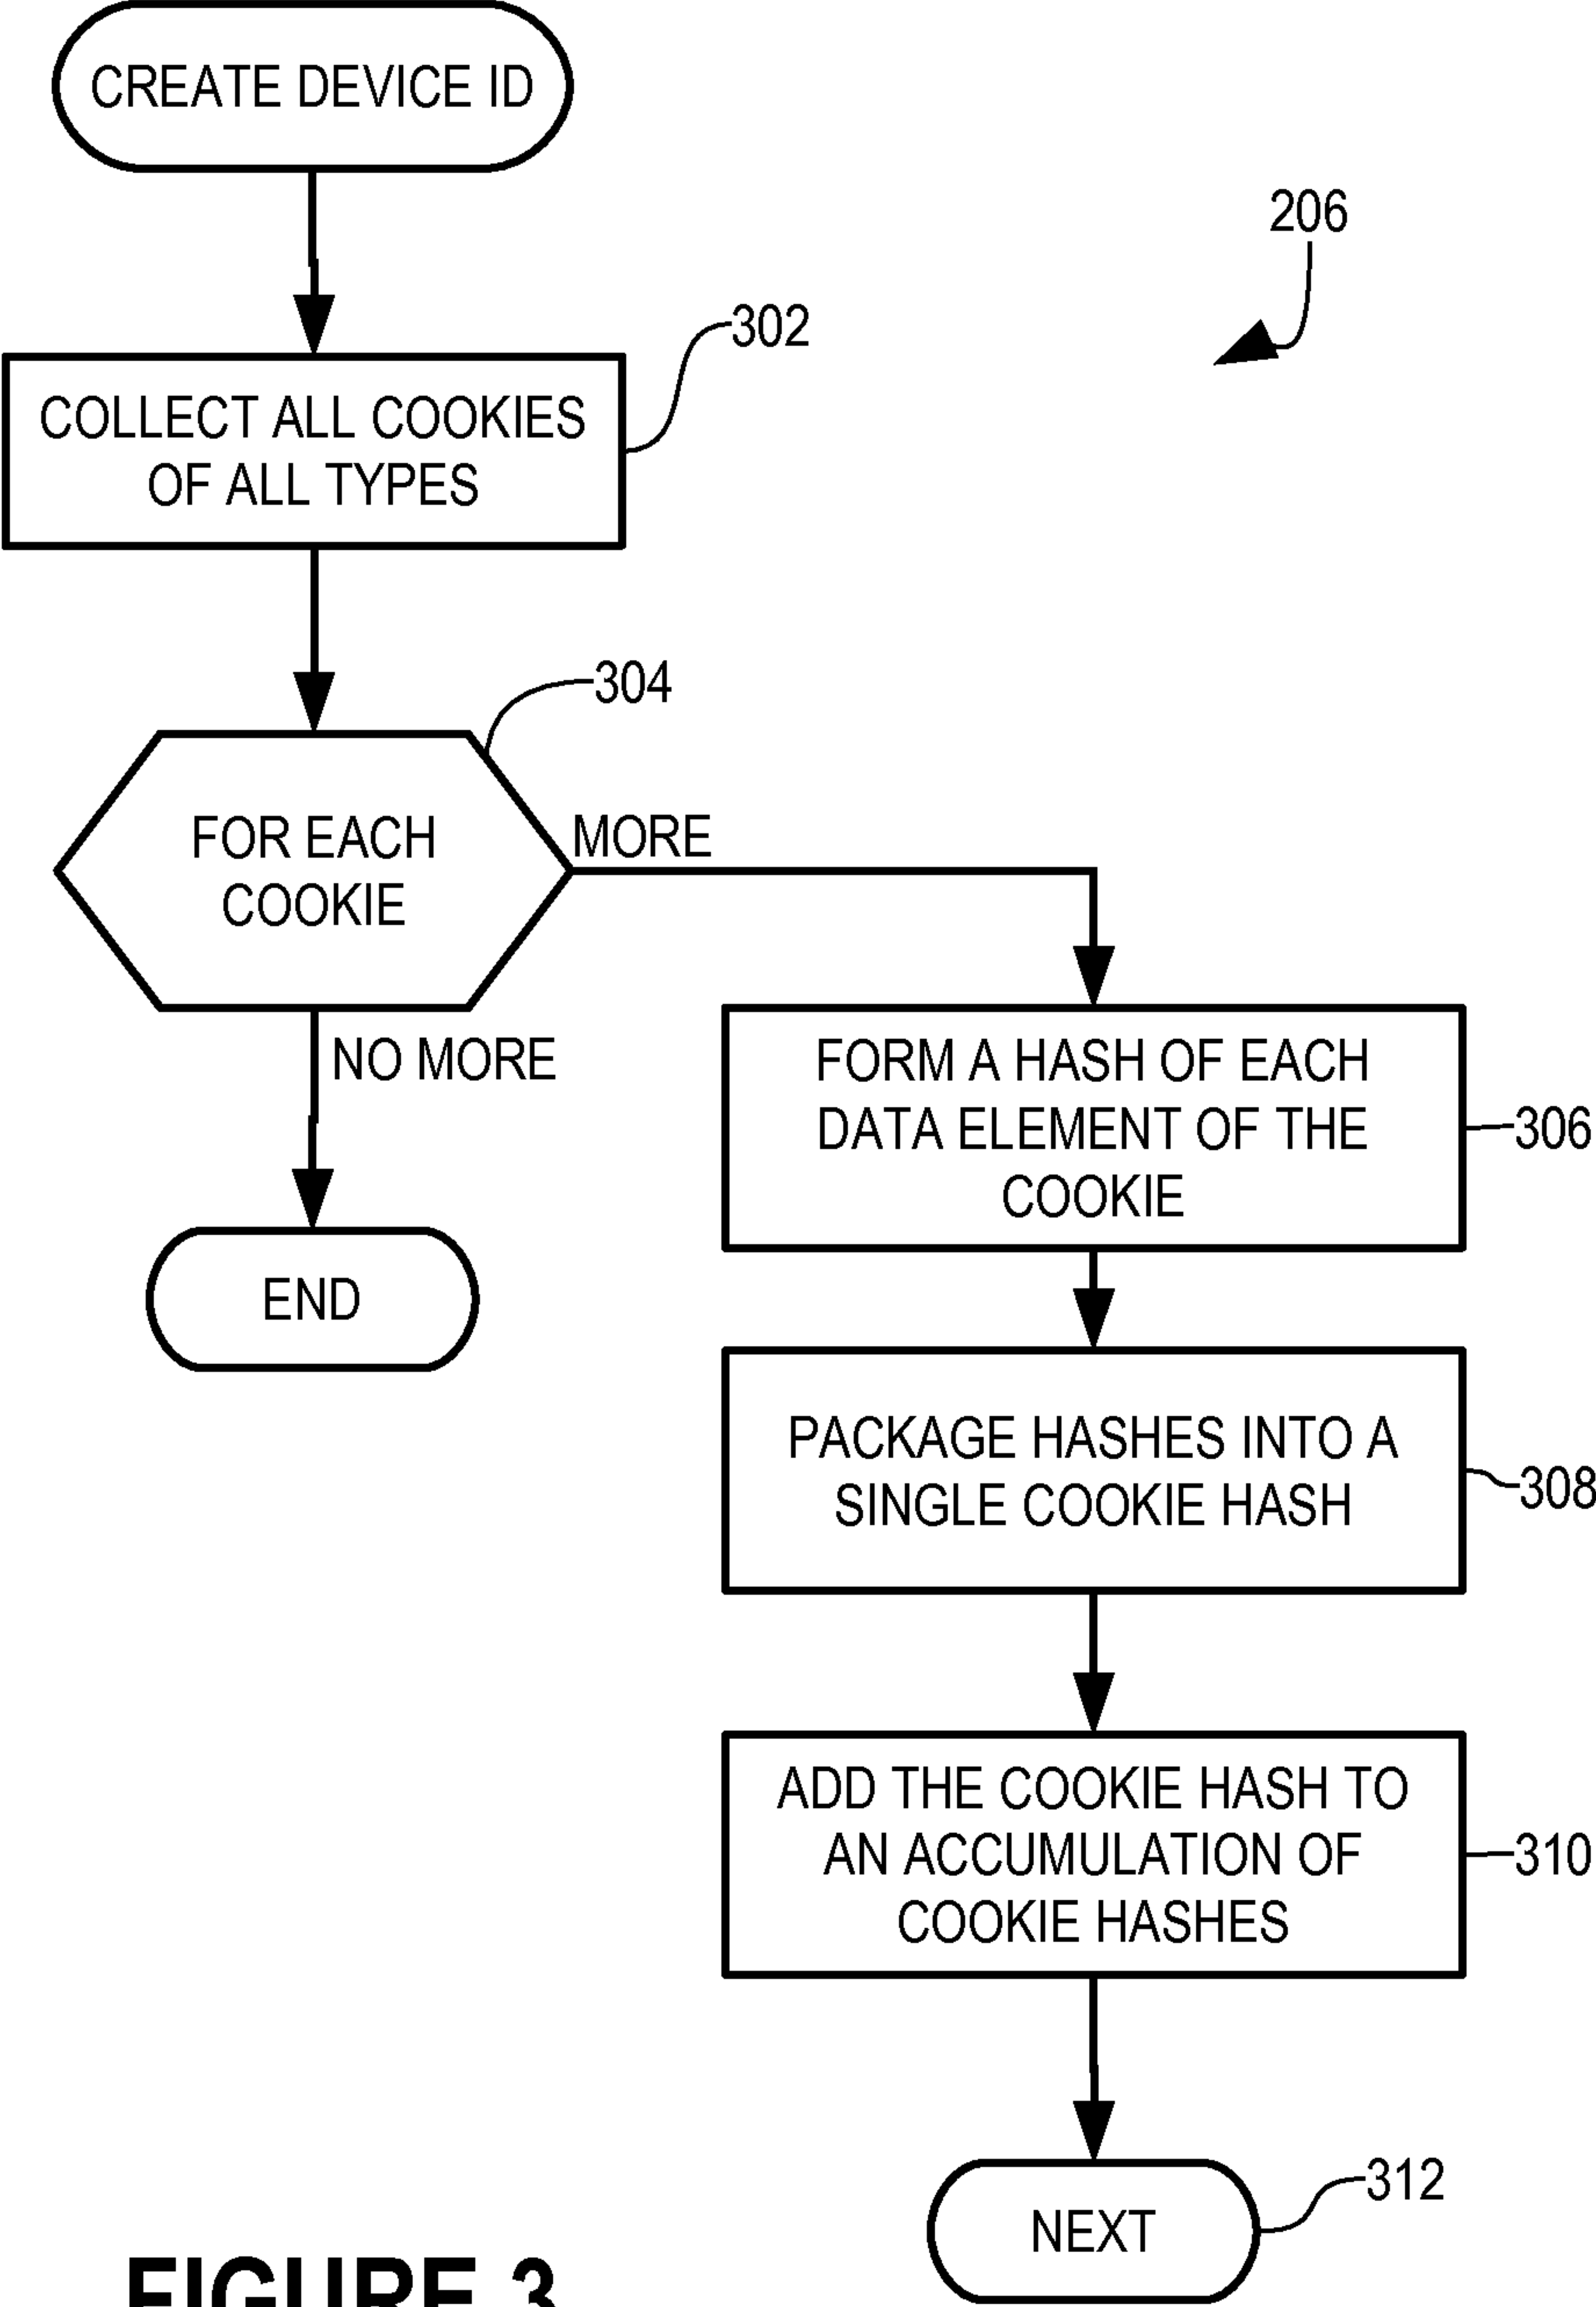 CREATE DEVICE ID
206
302
COLLECT ALL COOKIES
OF ALL TYPES
304
FOR EACH
COOKIE
MORE
NO MORE
END
FORM A HASH OF EACH
DATA ELEMENT OF THE
COOKIE
306
PACKAGE HASHES INTO A
SINGLE COOKIE HASH
308
ADD THE COOKIE HASH TO
AN ACCUMULATION OF
COOKIE HASHES
310
NEXT
312
FIGURE 3